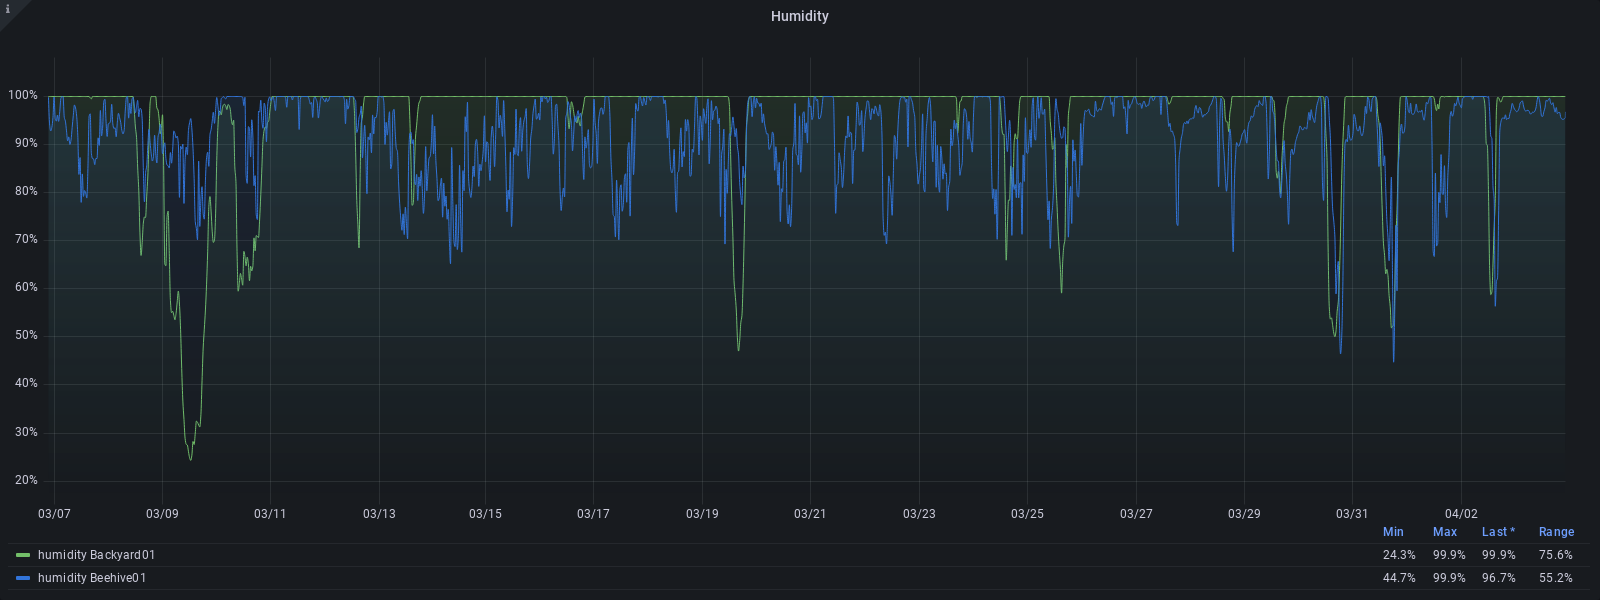 i
Humidity
100%
90%
80%
70%
60%
50%
40%
30%
20%
03/07 03/09 03/11 03/13 03/15 03/17 03/19 03/21 03/23 03/25 03/27 03/29 03/31 04/02
Min Max Last * Range
humidity Backyard01 24.3% 99.9% 99.9% 75.6%
humidity Beehive01 44.7% 99.9% 96.7% 55.2%